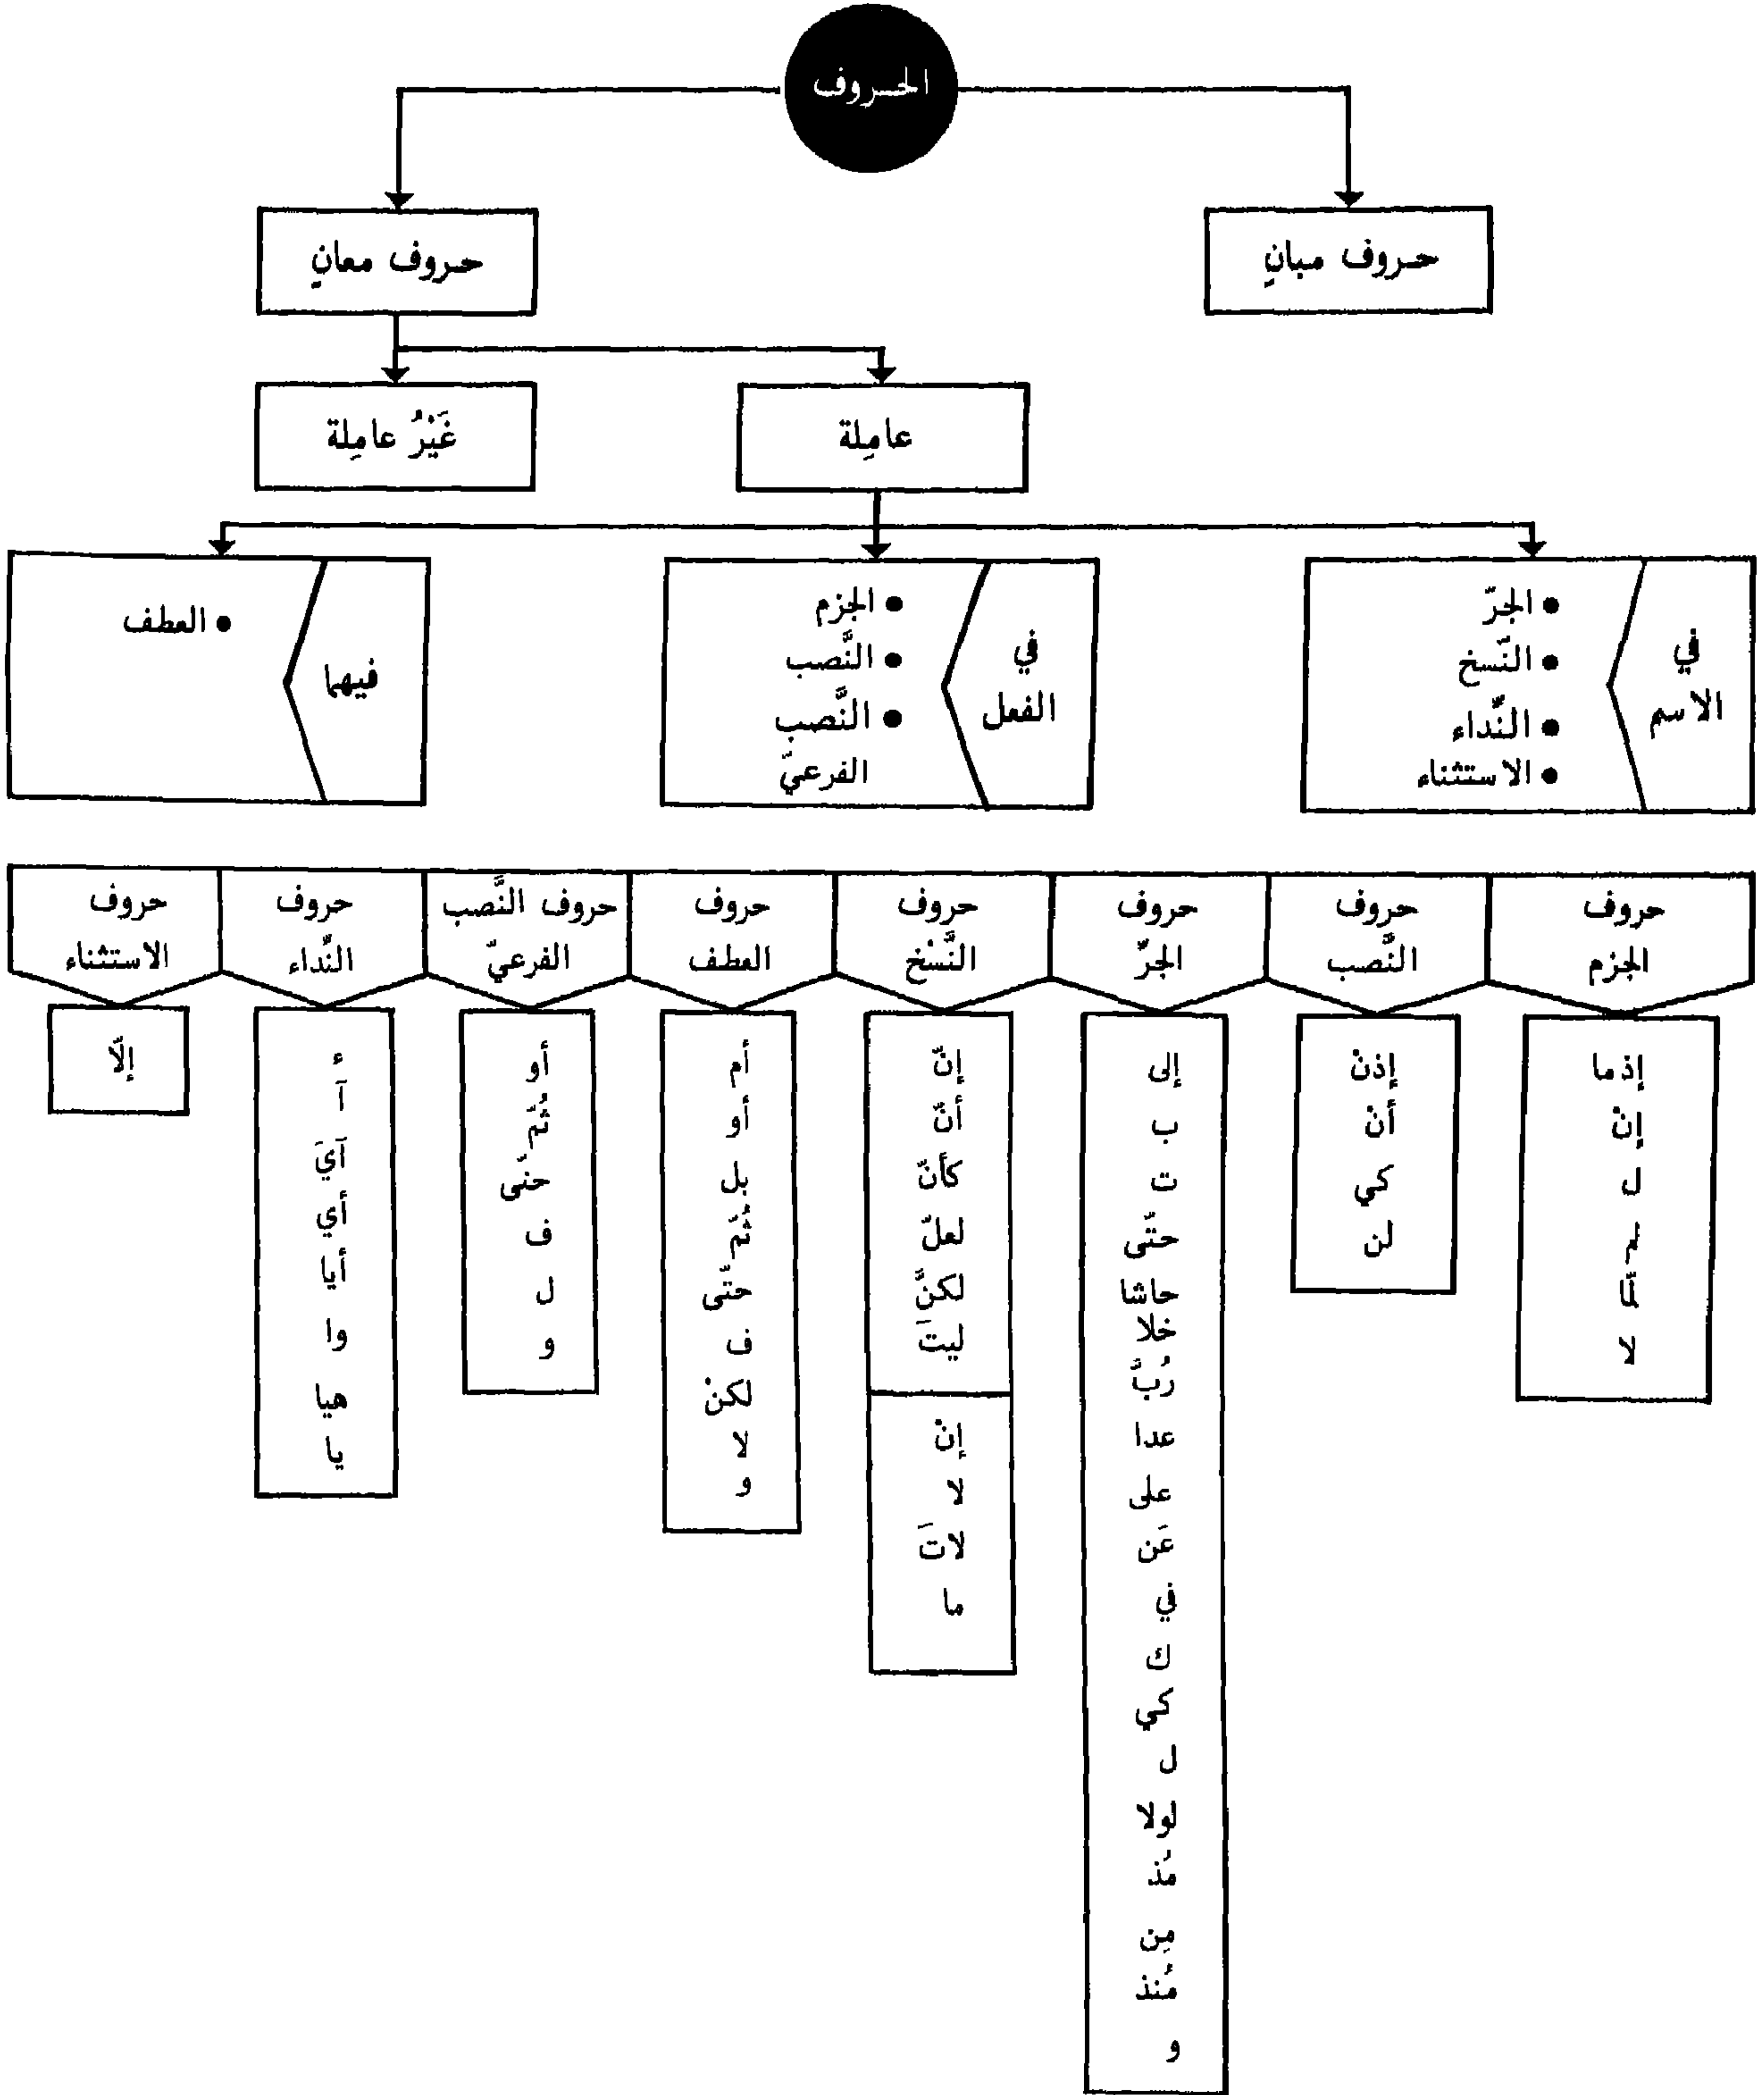 الحروف
حروف مبانٍ
حروف معانٍ
عامِلة
غَيْرُ عامِلة
في
الاسم
• الجرّ
• النَّسخ
• النِّداء
• الاستثناء
في
الفعل
• الجزم
• النَّصب
• النَّصب
الفرعيّ
فيهما
• العطف
حروف
الجزم
إذما
إنْ
لِ
لم
لمّا
لا
حروف
النَّصب
إذنْ
أنْ
كي
لن
حروف
الجرِّ
إلى
ب
ت
حتّى
حاشا
خلا
رُبَّ
عدا
على
عَن
في
ك
كي
ل
لولا
مُذ
مِن
مُنذ
و
حروف
النَّسْخ
إنّ
أنّ
كأنّ
لعلّ
لكنَّ
ليتَ
إنْ
لا
لاتَ
ما
حروف
العطف
أم
أو
بل
ثُمّ
حتّى
ف
لكنْ
لا
و
حروف النَّصب
الفرعيّ
أو
ثُمّ
حتّى
ف
ل
و
حروف
النِّداء
ء
آ
آيَ
أي
أيا
وا
هيا
يا
حروف
الاستثناء
إلّا